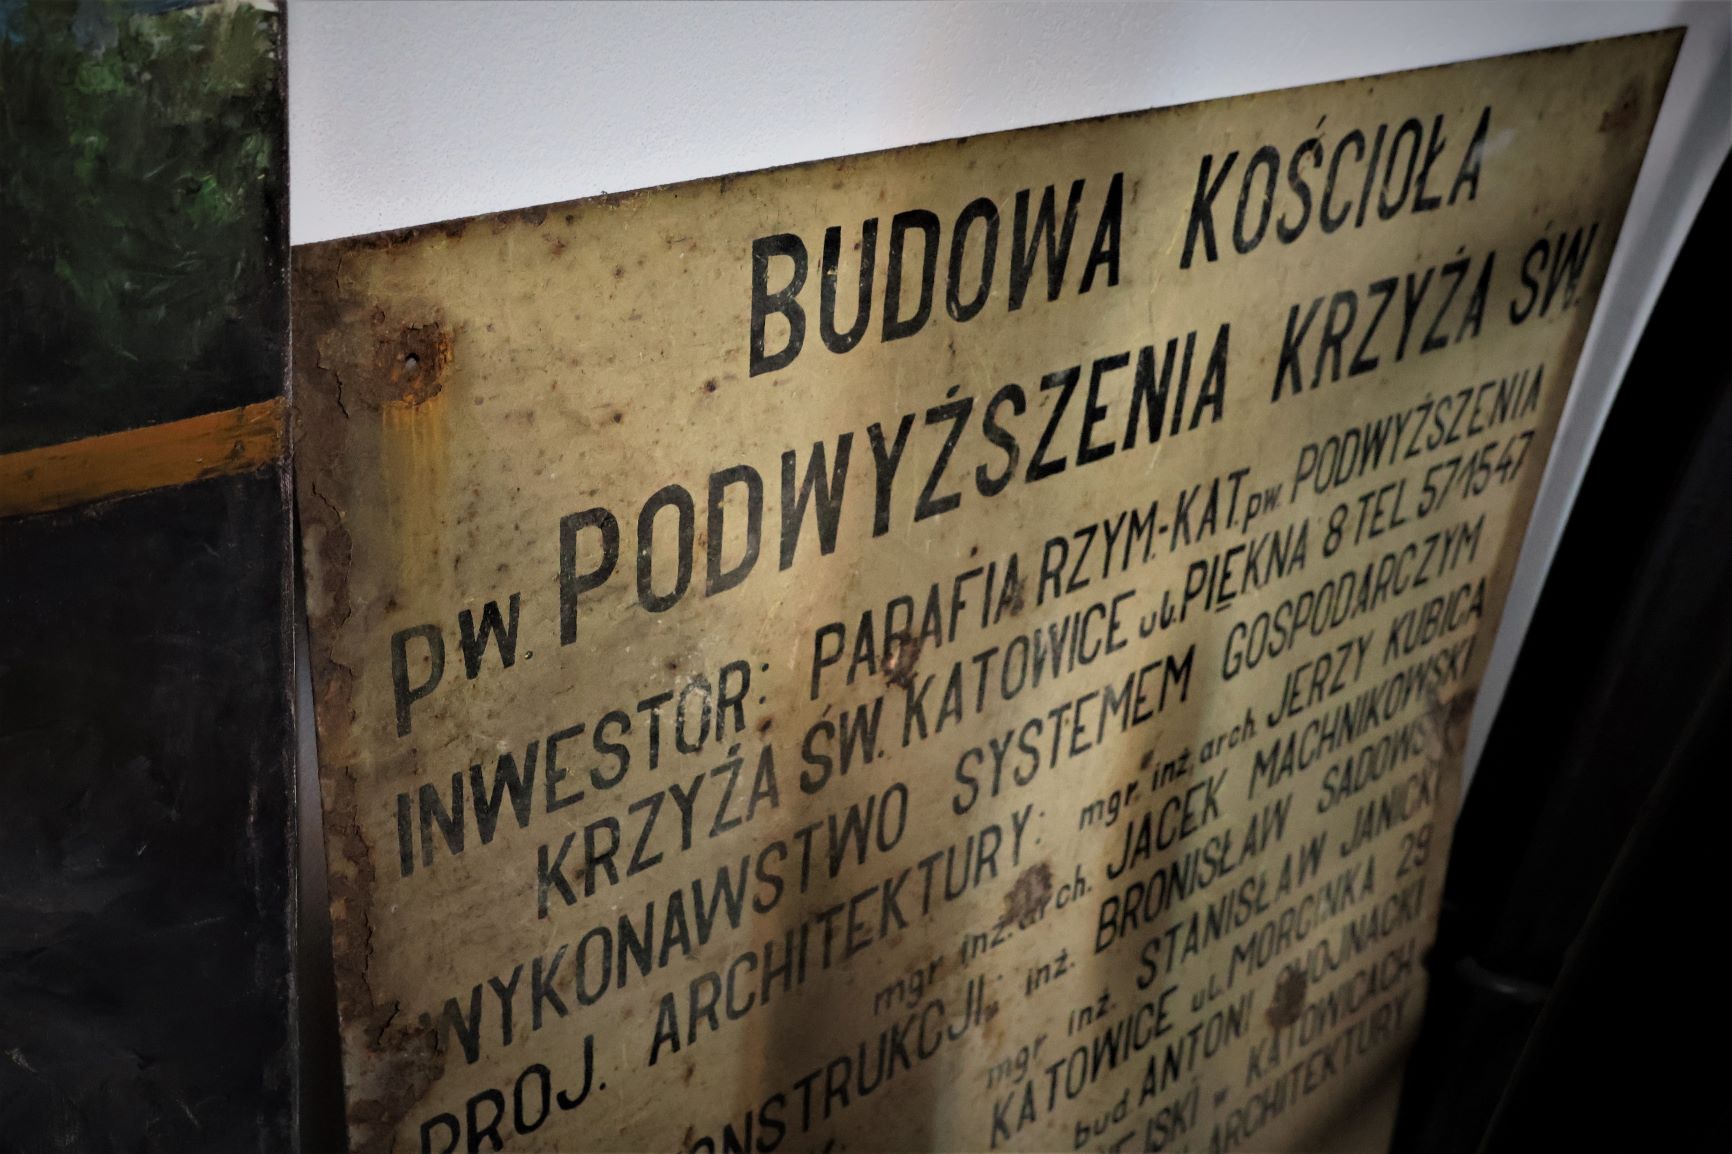 BUDOWA KOŚCIOŁA
pw. PODWYŻSZENIA KRZYŻA ŚW.
INWESTOR: PARAFIA RZYM.-KAT. pw. PODWYŻSZENIA
KRZYŻA ŚW. KATOWICE ul. PIĘKNA 8 TEL 571547
WYKONAWSTWO SYSTEMEM GOSPODARCZYM
PROJ. ARCHITEKTURY: mgr. inż. arch. JERZY KUBICA
mgr inż. arch. JACEK MACHNIKOWSKI
KONSTRUKCJI: inż. BRONISŁAW SADOWSKI
mgr inż. STANISŁAW JANICKI
KATOWICE ul. MORCINKA 29
bud. ANTONI CHOJNACKI
w KATOWICACH
ARCHITEKTURY